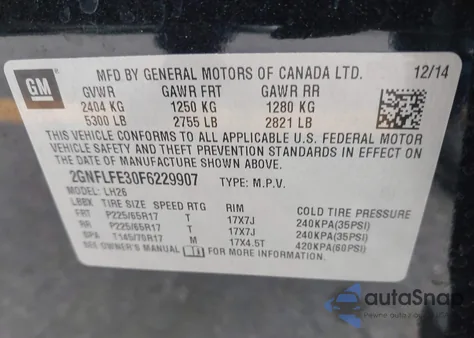 GM
MFD BY GENERAL MOTORS OF CANADA LTD. 12/14
GVWR GAWR FRT GAWR RR
2404 KG 1250 KG 1280 KG
5300 LB 2755 LB 2821 LB
THIS VEHICLE CONFORMS TO ALL APPLICABLE U.S. FEDERAL MOTOR
VEHICLE SAFETY AND THEFT PREVENTION STANDARDS IN EFFECT ON
THE DATE OF MANUFACTURE SHOWN ABOVE.
2GNFLFE30F6229907 TYPE: M.P.V.
MODEL: LH26
LBBX TIRE SIZE SPEED RTG RIM COLD TIRE PRESSURE
FRT P225/65R17 T 17X7J 240KPA(35PSI)
RR P225/65R17 T 17X7J 240KPA(35PSI)
SPA T145/70R17 M 17X4.5T 420KPA(60PSI)
SEE OWNER'S MANUAL FOR ADDITIONAL INFORMATION.
autoSnap